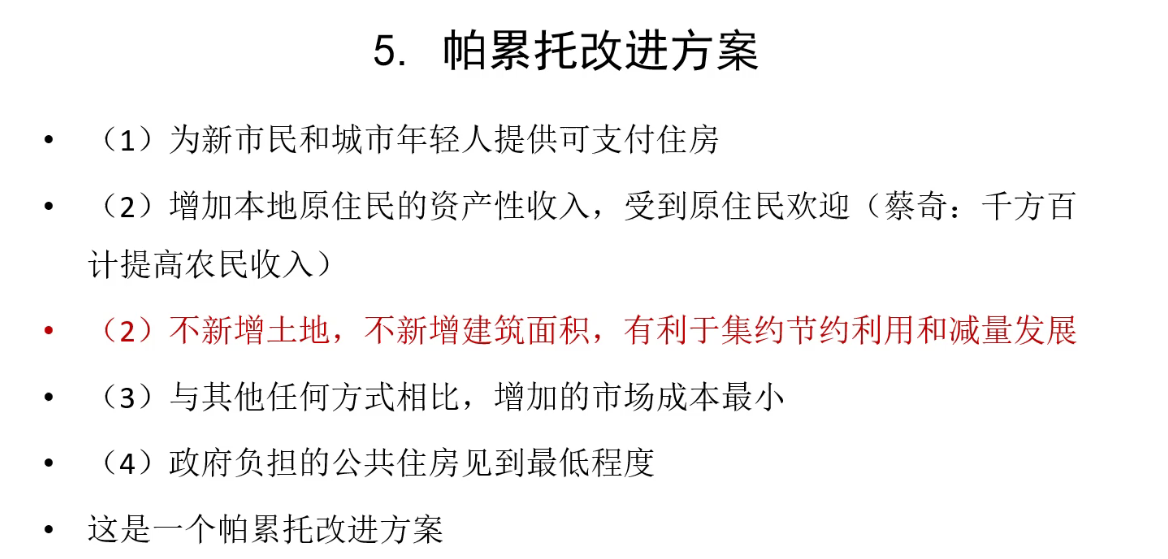 5. 帕累托改进方案
• （1）为新市民和城市年轻人提供可支付住房
• （2）增加本地原住民的资产性收入，受到原住民欢迎（蔡奇：千方百
计提高农民收入）
• （2）不新增土地，不新增建筑面积，有利于集约节约利用和减量发展
• （3）与其他任何方式相比，增加的市场成本最小
• （4）政府负担的公共住房见到最低程度
• 这是一个帕累托改进方案